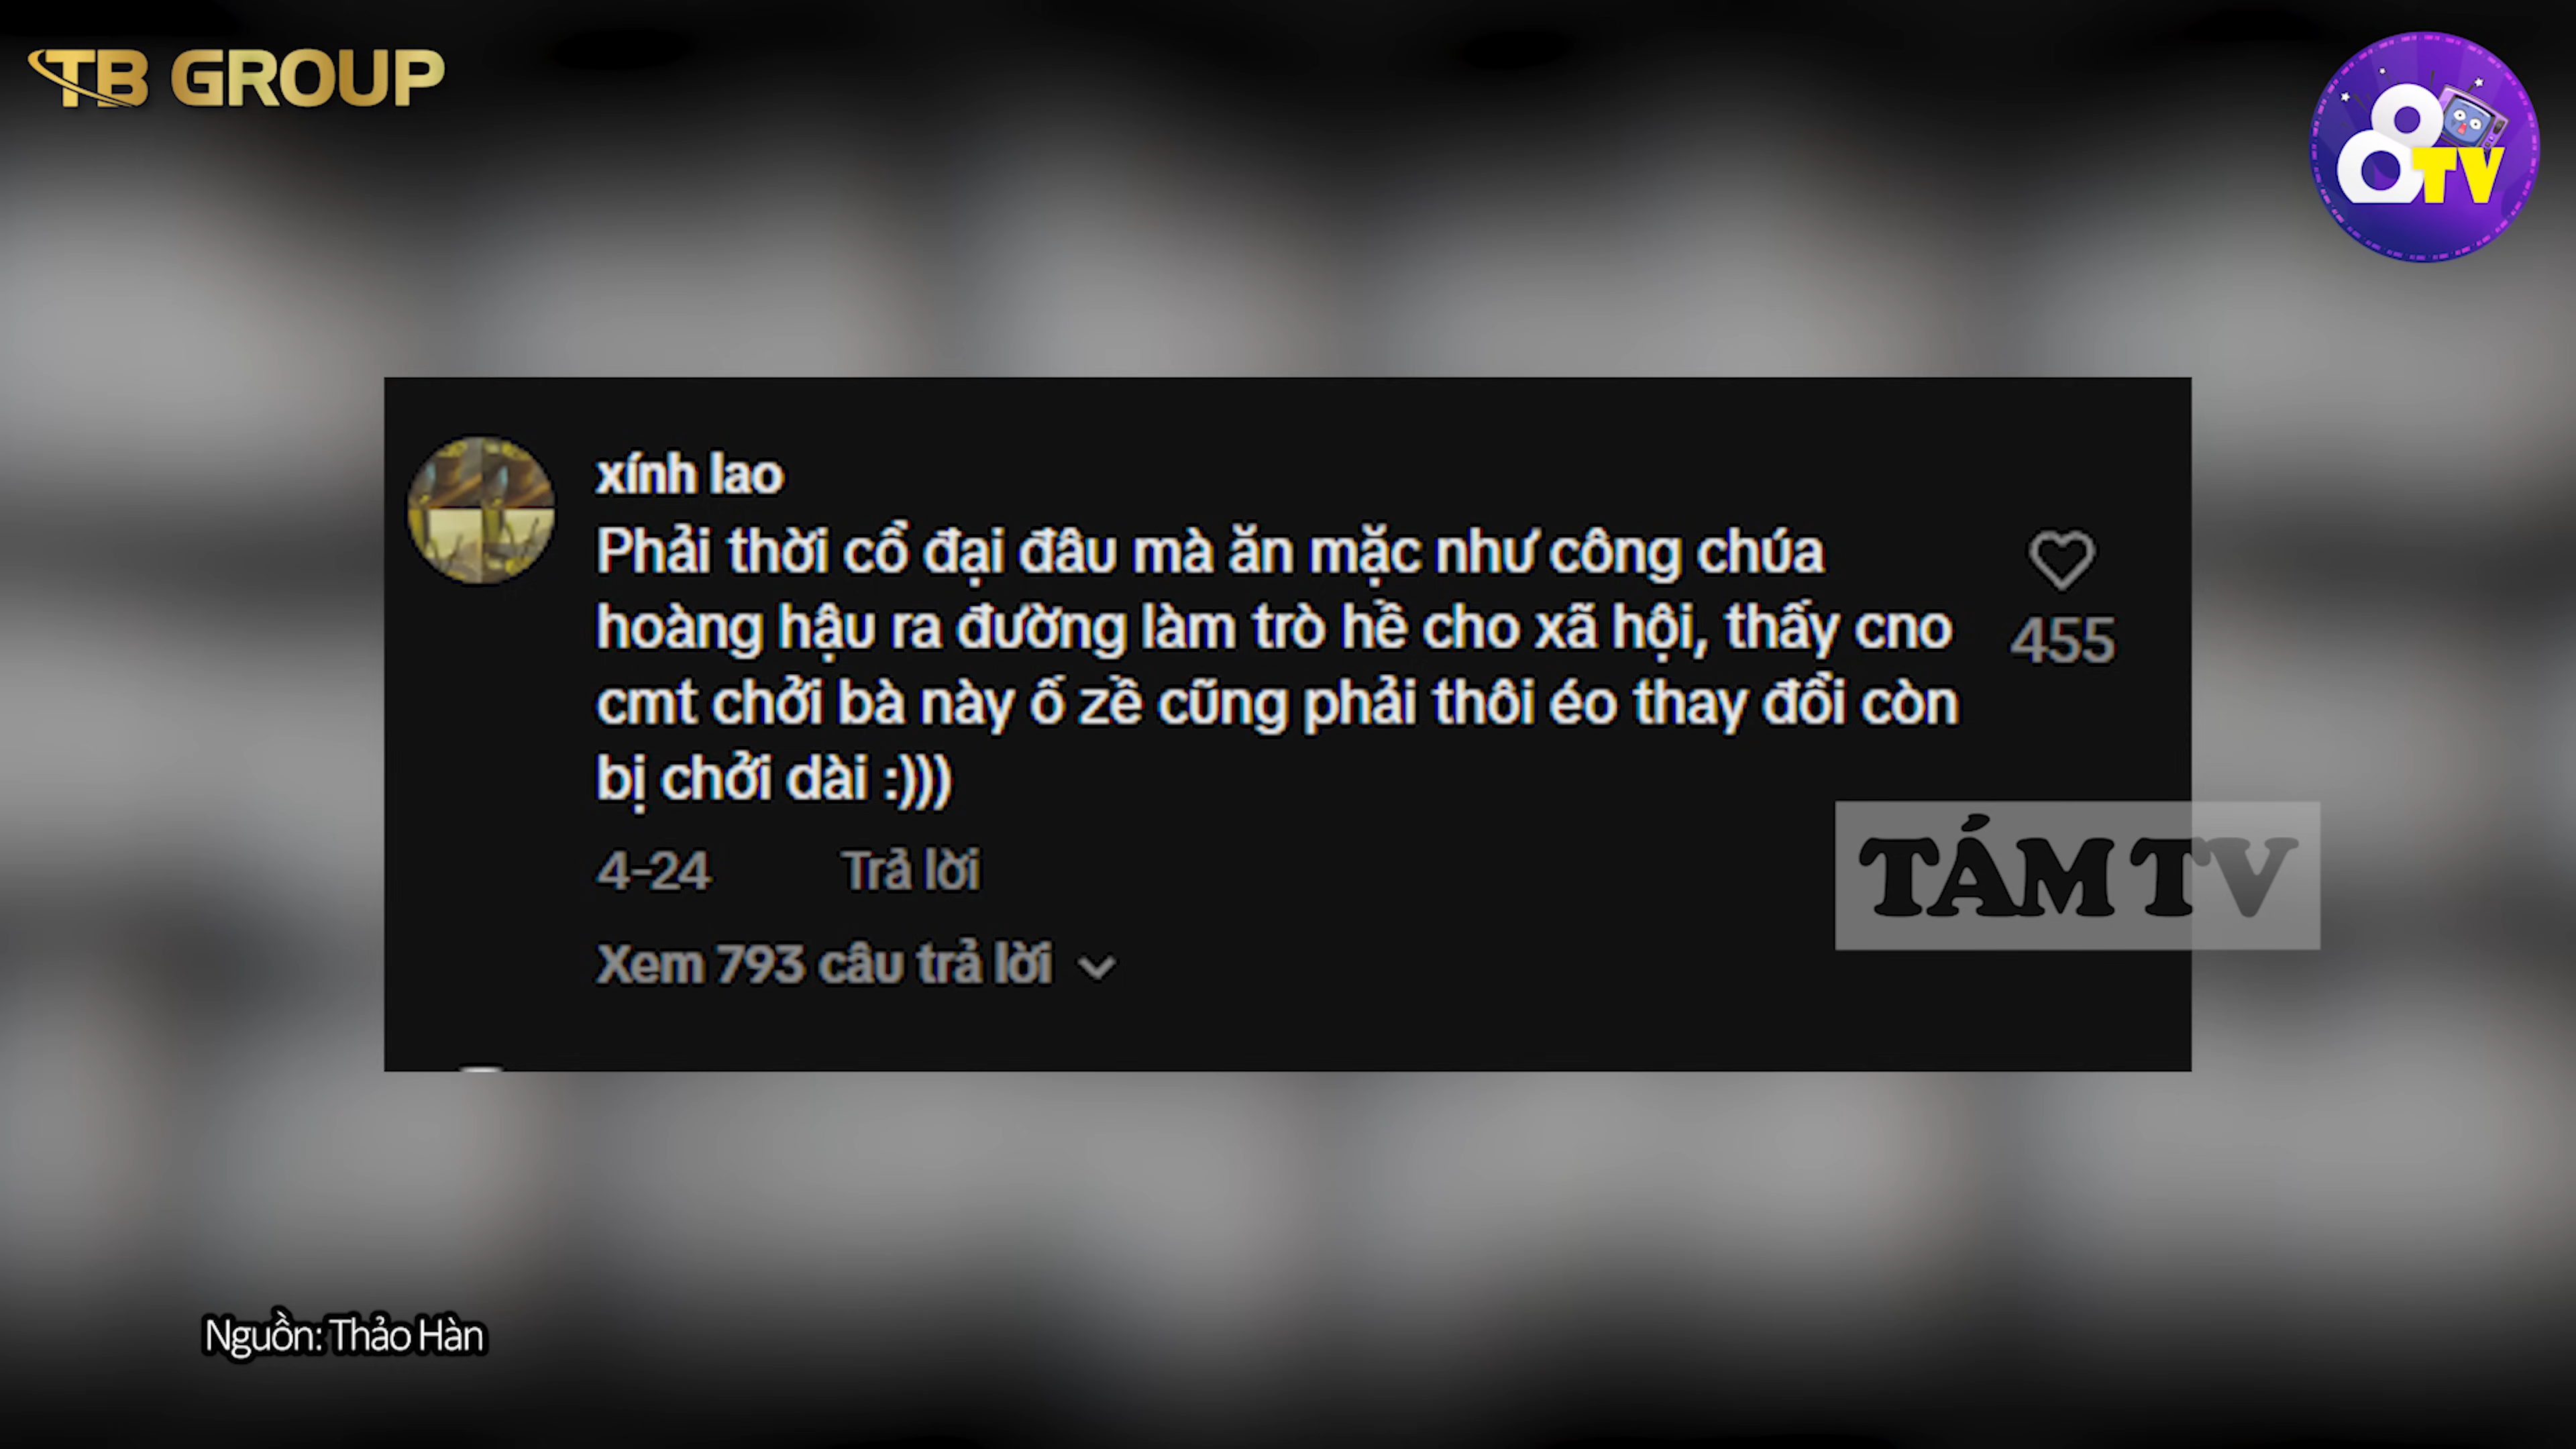 TB GROUP
8TV
xính lao
Phải thời cổ đại đâu mà ăn mặc như công chúa
hoàng hậu ra đường làm trò hề cho xã hội, thấy cno
cmt chởi bà này ố zề cũng phải thôi éo thay đổi còn
bị chởi dài :)))
455
4-24 Trả lời
Xem 793 câu trả lời
TÁM TV
Nguồn: Thảo Hàn